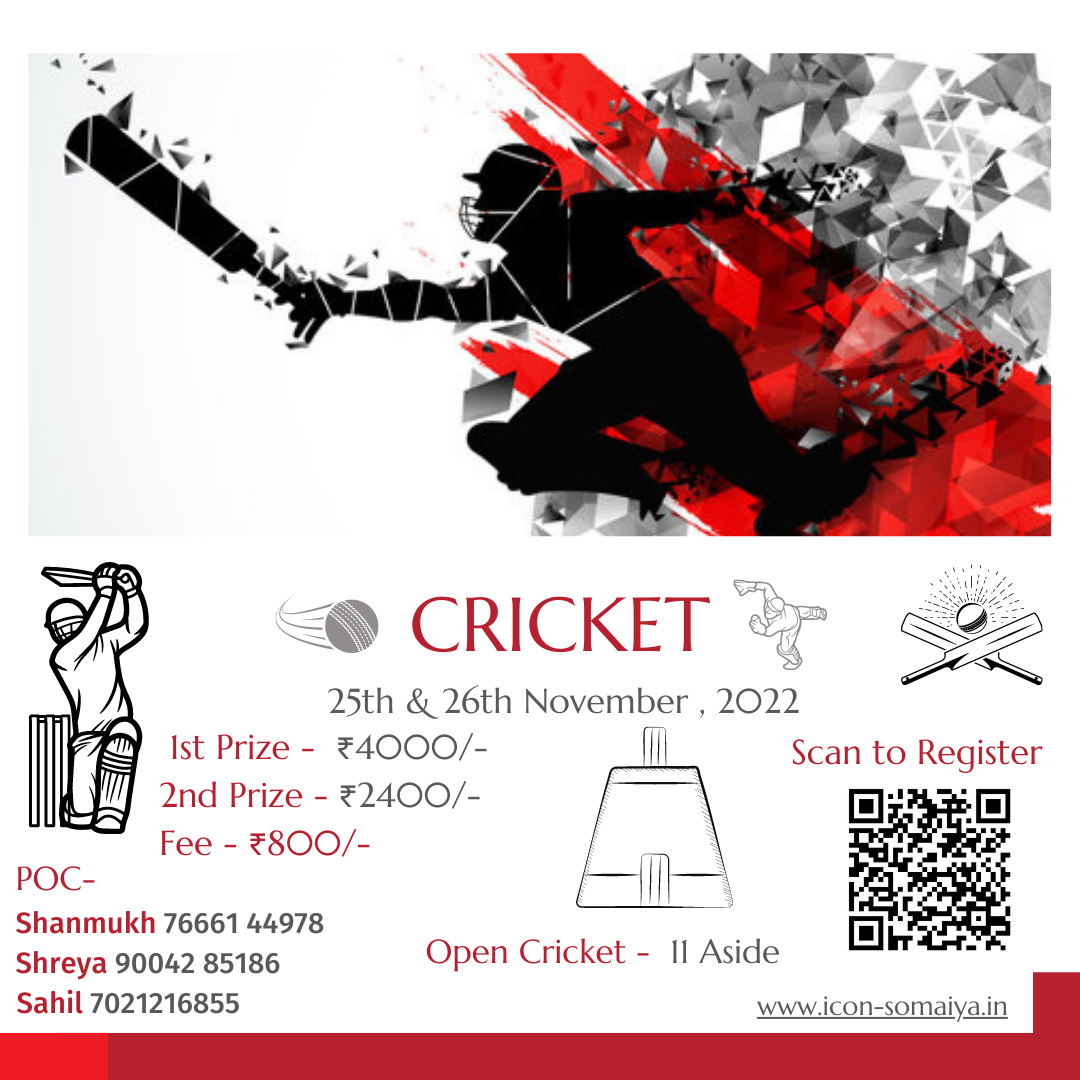 CRICKET
25th & 26th November , 2022
1st Prize - ₹4000/-
2nd Prize - ₹2400/-
Fee - ₹800/-
Scan to Register
POC-
Shanmukh 76661 44978
Shreya 90042 85186
Sahil 7021216855
Open Cricket - 11 Aside
www.icon-somaiya.in